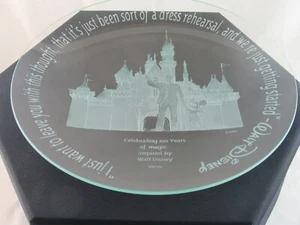 "I just want to leave you with this thought, that it's just been sort of a dress rehearsal, and we're just getting started" WALT DISNEY
Celebrating 100 Years
of magic
inspired by
Walt Disney